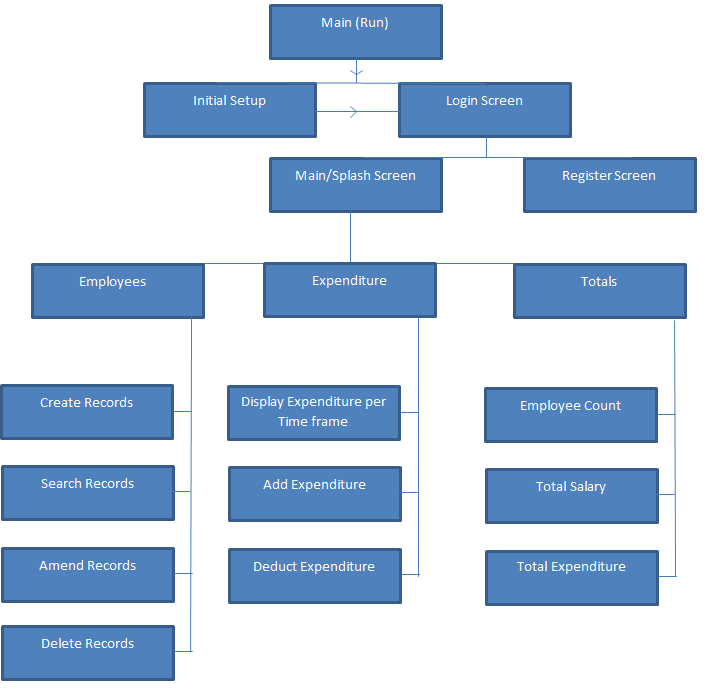 Main (Run)
Initial Setup
Login Screen
Main/Splash Screen
Register Screen
Employees
Expenditure
Totals
Create Records
Display Expenditure per
Time frame
Employee Count
Search Records
Add Expenditure
Total Salary
Amend Records
Deduct Expenditure
Total Expenditure
Delete Records